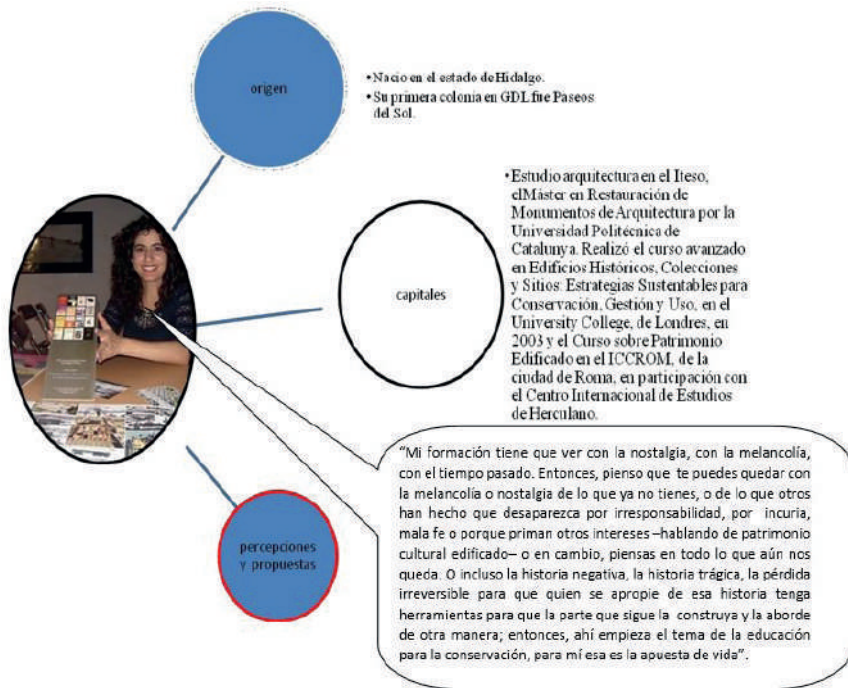 origen
•Nacio en el estado de Hidalgo.
•Su primera colonia en GDL fue Paseos
del Sol.
capitales
•Estudio arquitectura en el Iteso,
elMáster en Restauración de
Monumentos de Arquitectura por la
Universidad Politécnica de
Catalunya. Realizó el curso avanzado
en Edificios Históricos, Colecciones
y Sitios: Estrategias Sustentables para
Conservación, Gestión y Uso, en el
University College, de Londres, en
2003 y el Curso sobre Patrimonio
Edificado en el ICCROM, de la
ciudad de Roma, en participación con
el Centro Internacional de Estudios
de Herculano.
percepciones
y propuestas
“Mi formación tiene que ver con la nostalgia, con la melancolía,
con el tiempo pasado. Entonces, pienso que te puedes quedar con
la melancolía o nostalgia de lo que ya no tienes, o de lo que otros
han hecho que desaparezca por irresponsabilidad, por incuria,
mala fe o porque priman otros intereses –hablando de patrimonio
cultural edificado– o en cambio, piensas en todo lo que aún nos
queda. O incluso la historia negativa, la historia trágica, la pérdida
irreversible para que quien se apropie de esa historia tenga
herramientas para que la parte que sigue la construya y la aborde
de otra manera; entonces, ahí empieza el tema de la educación
para la conservación, para mí esa es la apuesta de vida”.